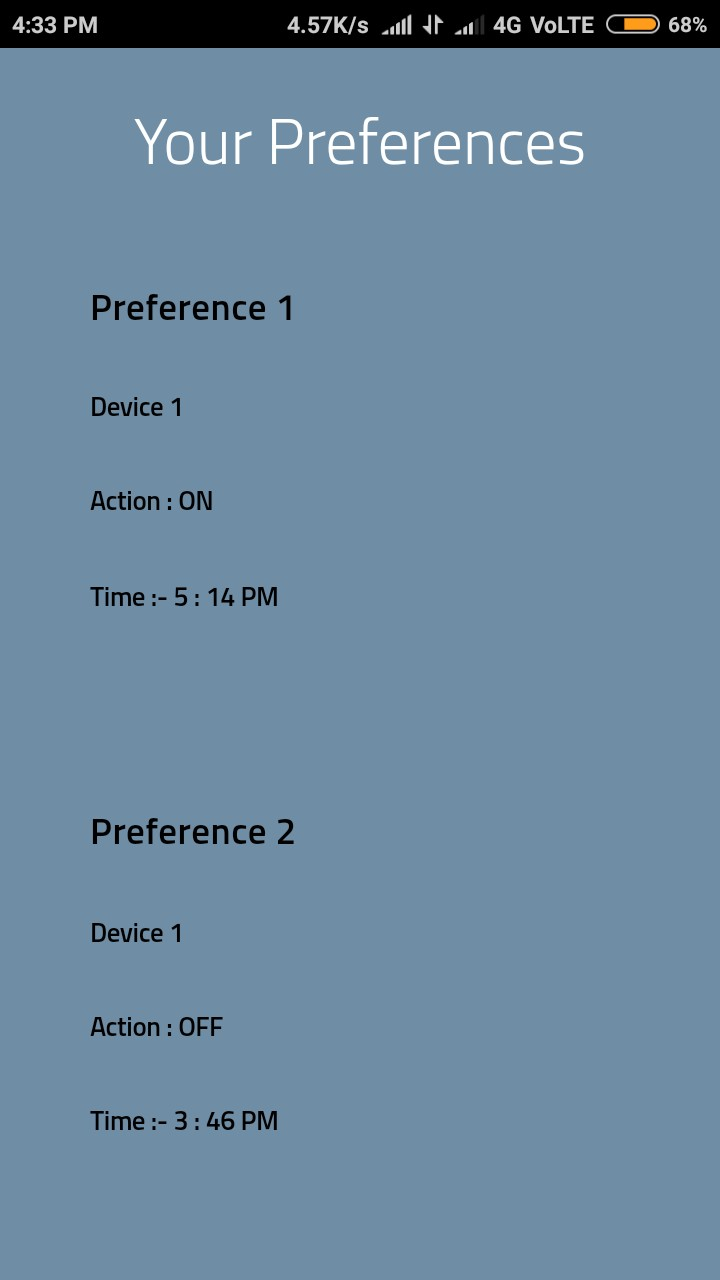 4:33 PM 4.57K/s 4G VoLTE 68%
Your Preferences
Preference 1
Device 1
Action : ON
Time :- 5 : 14 PM
Preference 2
Device 1
Action : OFF
Time :- 3 : 46 PM